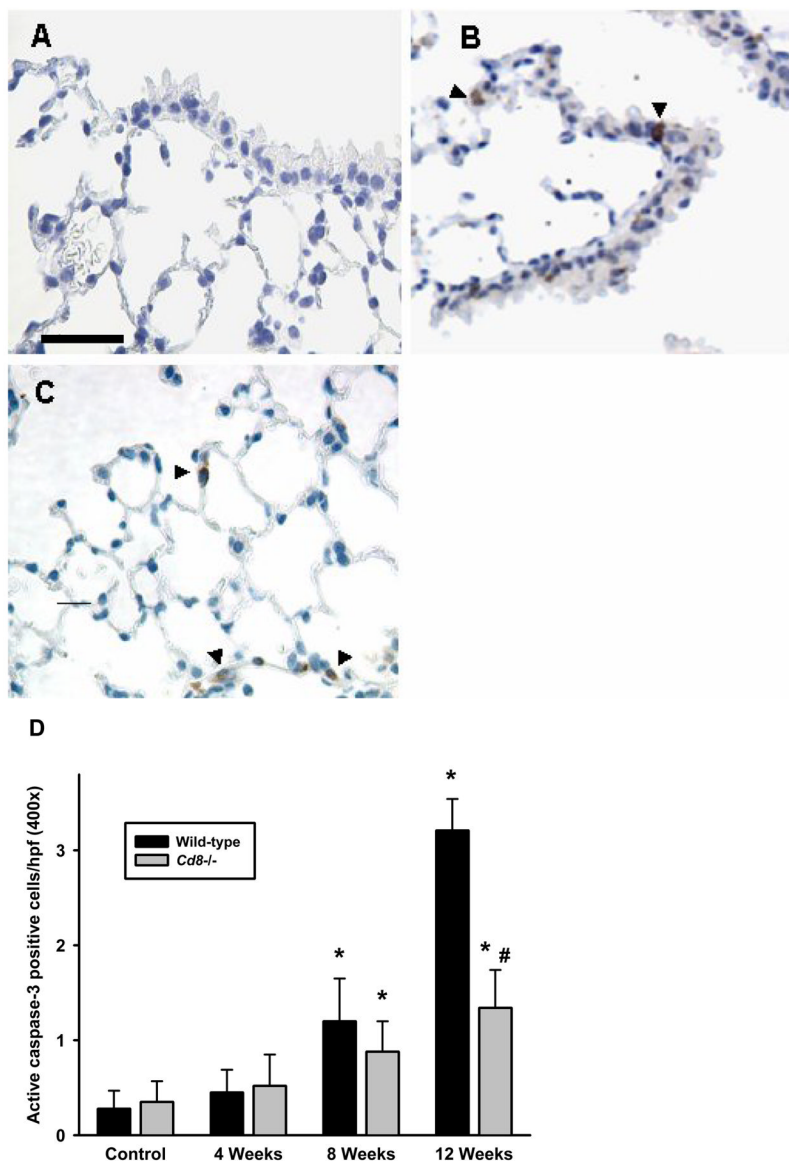 A
B
C
D
Active caspase-3 positive cells/hpf (400x)
3
2
1
0
Wild-type
Cd8-/-
*
*
*
* #
Control
4 Weeks
8 Weeks
12 Weeks